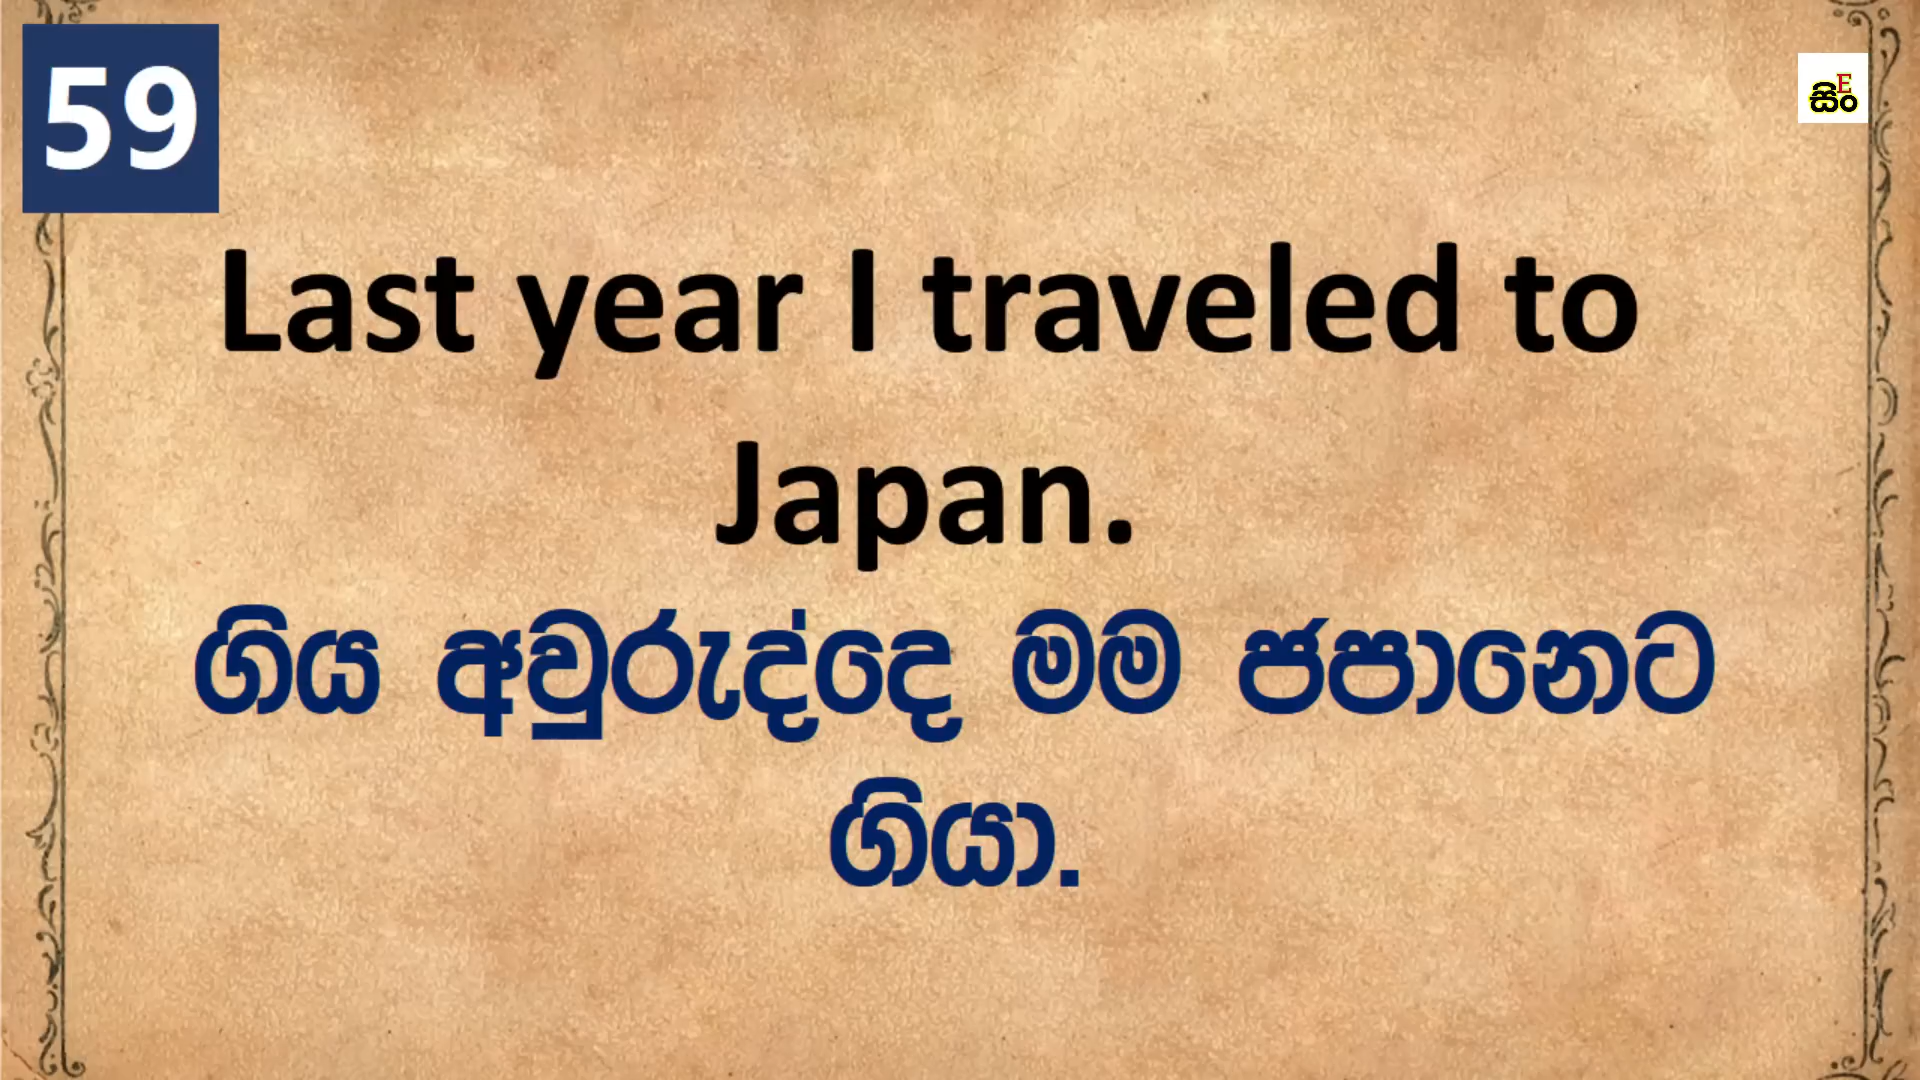 59
E
සිං
Last year I traveled to
Japan.
ගිය අවුරුද්දෙ මම ජපානෙට
ගියා.